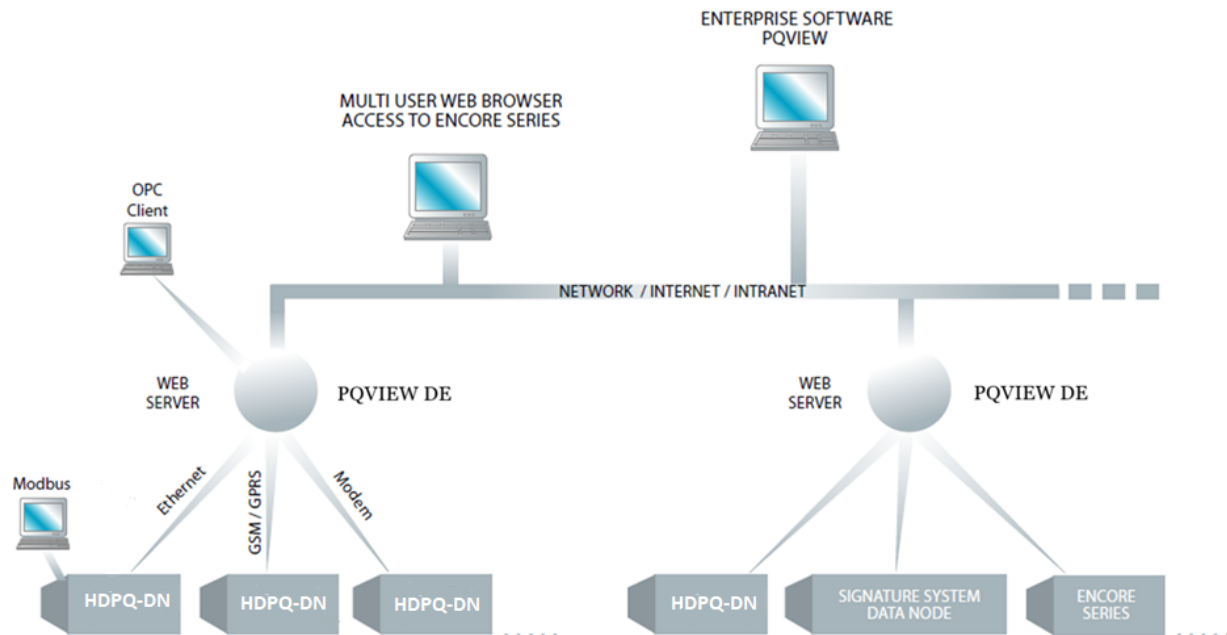 ENTERPRISE SOFTWARE
PQVIEW
MULTI USER WEB BROWSER
ACCESS TO ENCORE SERIES
OPC
Client
NETWORK / INTERNET / INTRANET
WEB
SERVER
PQVIEW DE
WEB
SERVER
PQVIEW DE
Modbus
Ethernet
GSM / GPRS
Modem
HDPQ-DN
HDPQ-DN
HDPQ-DN
HDPQ-DN
SIGNATURE SYSTEM
DATA NODE
ENCORE
SERIES